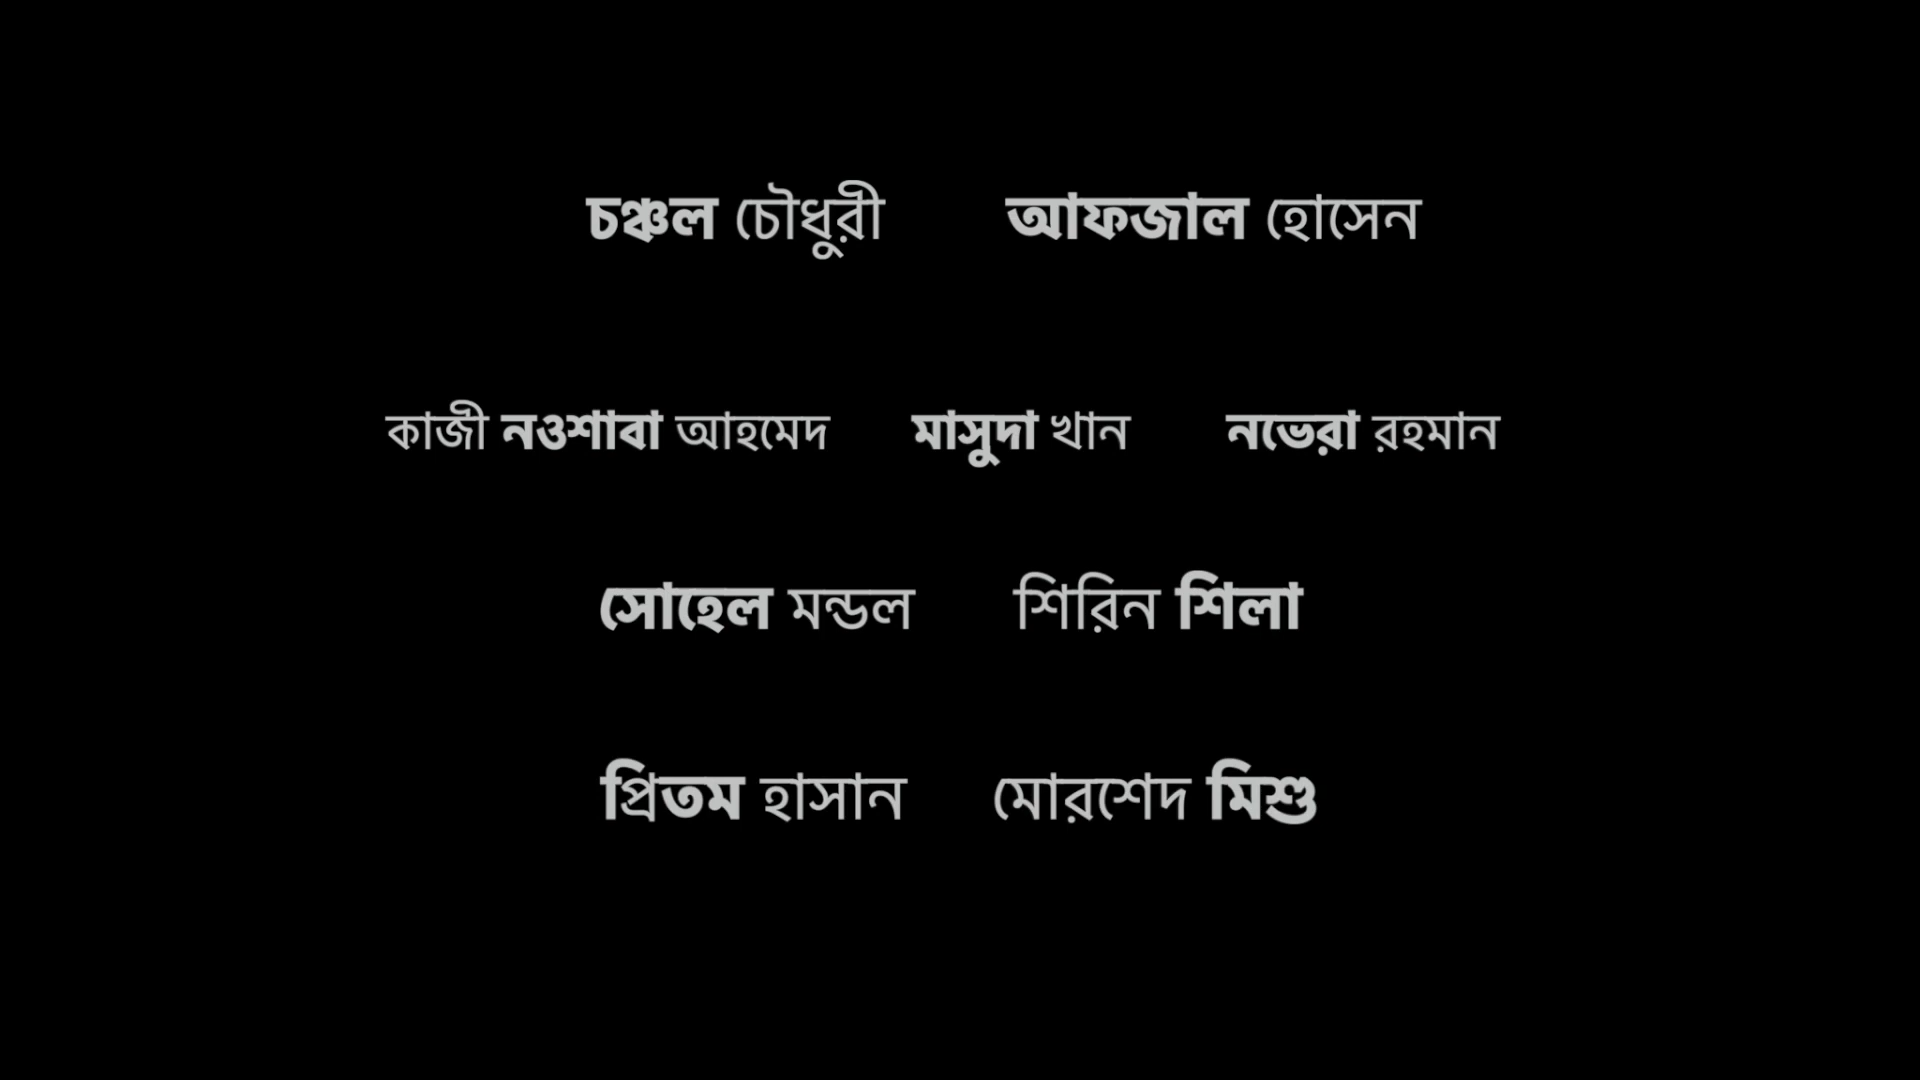 চঞ্চল চৌধুরী আফজাল হোসেন
কাজী নওশাবা আহমেদ মাসুদা খান নভেরা রহমান
সোহেল মন্ডল শিরিন শিলা
প্রিতম হাসান মোরশেদ মিশু